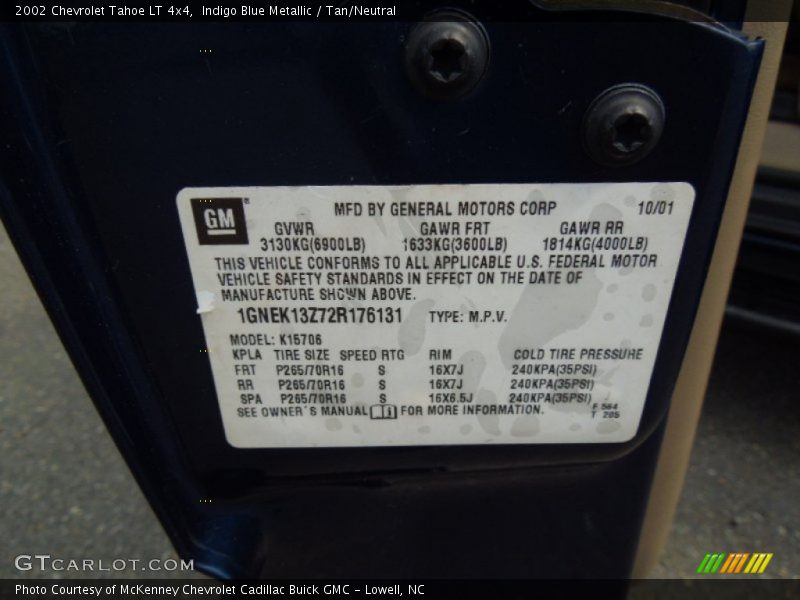 2002 Chevrolet Tahoe LT 4x4, Indigo Blue Metallic / Tan/Neutral
GM ®
MFD BY GENERAL MOTORS CORP 10/01
GVWR GAWR FRT GAWR RR
3130KG(6900LB) 1633KG(3600LB) 1814KG(4000LB)
THIS VEHICLE CONFORMS TO ALL APPLICABLE U.S. FEDERAL MOTOR
VEHICLE SAFETY STANDARDS IN EFFECT ON THE DATE OF
MANUFACTURE SHOWN ABOVE.
1GNEK13Z72R176131 TYPE: M.P.V.
MODEL: K15706
KPLA TIRE SIZE SPEED RTG RIM COLD TIRE PRESSURE
FRT P265/70R16 S 16X7J 240KPA(35PSI)
RR P265/70R16 S 16X7J 240KPA(35PSI)
SPA P265/70R16 S 16X6.5J 240KPA(35PSI)
SEE OWNER'S MANUAL FOR MORE INFORMATION.
F 564
T 205
GTCARLOT.COM
Photo Courtesy of McKenney Chevrolet Cadillac Buick GMC - Lowell, NC